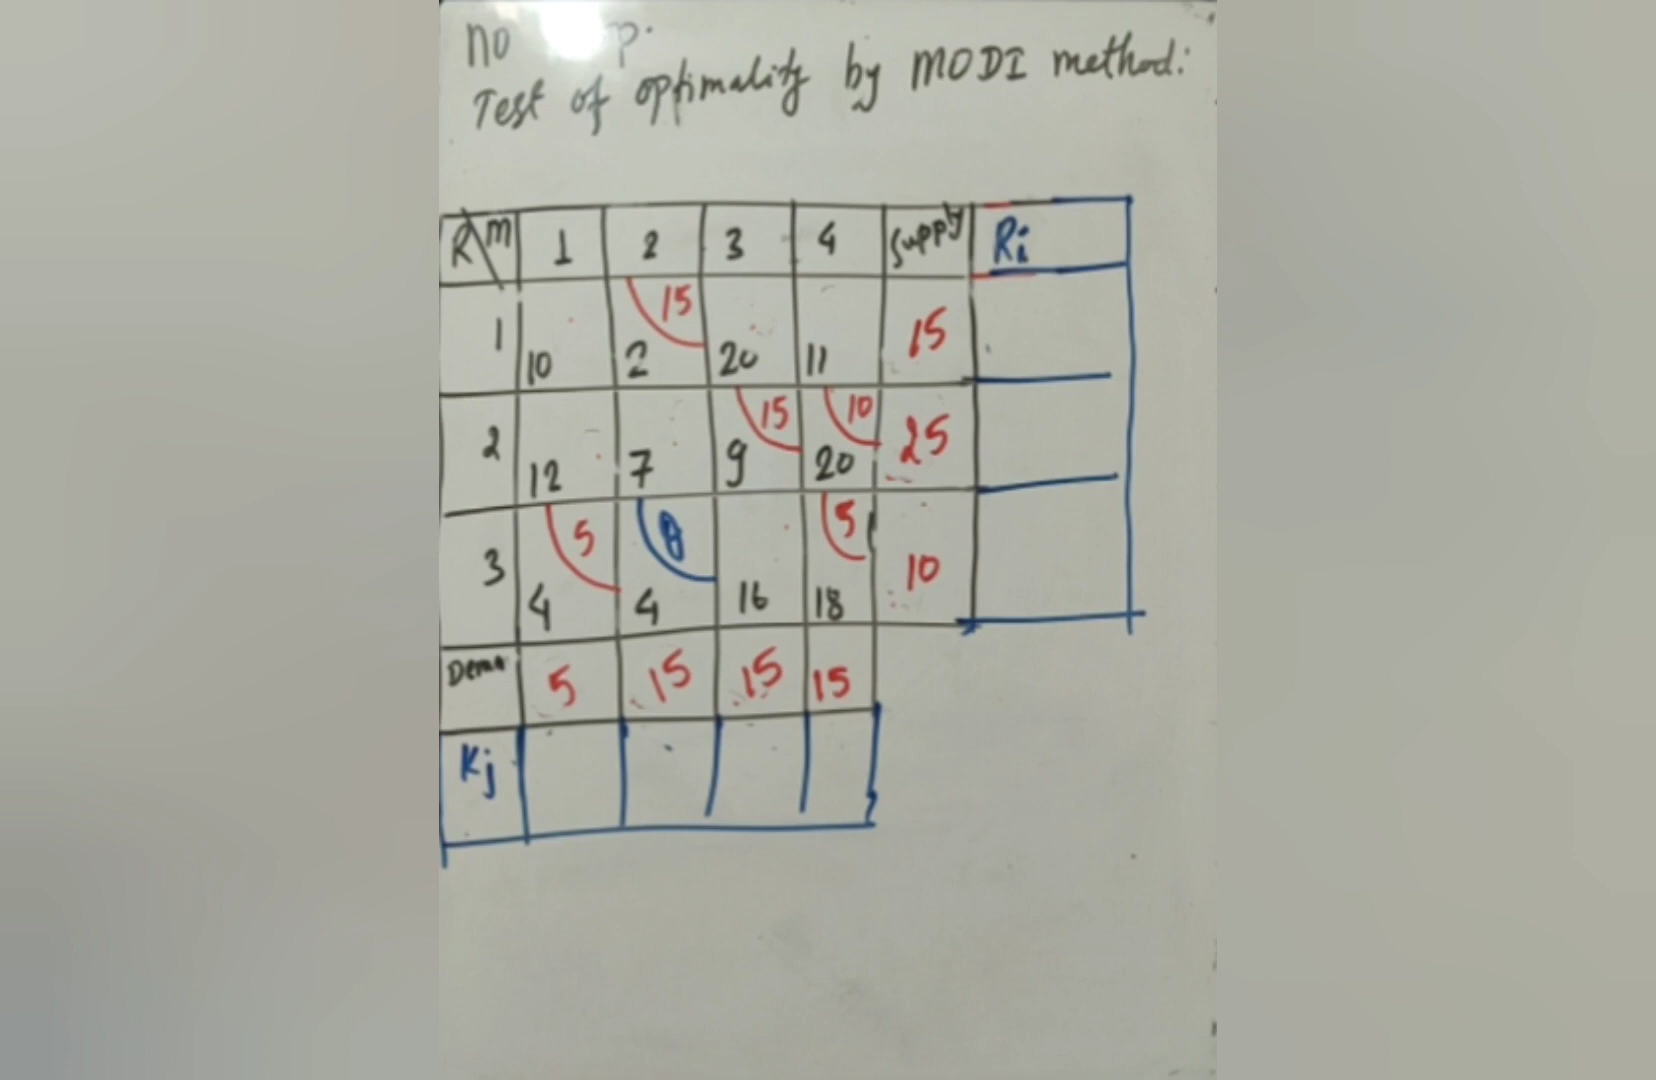 no p.
Test of optimality by MODI method:
R m 1 2 3 4 Supply Ri
15
1 10 2 20 11 15
15 10
2 12 7 9 20 25
5 θ 5
3 4 4 16 18 10
Dema 5 15 15 15
Kj